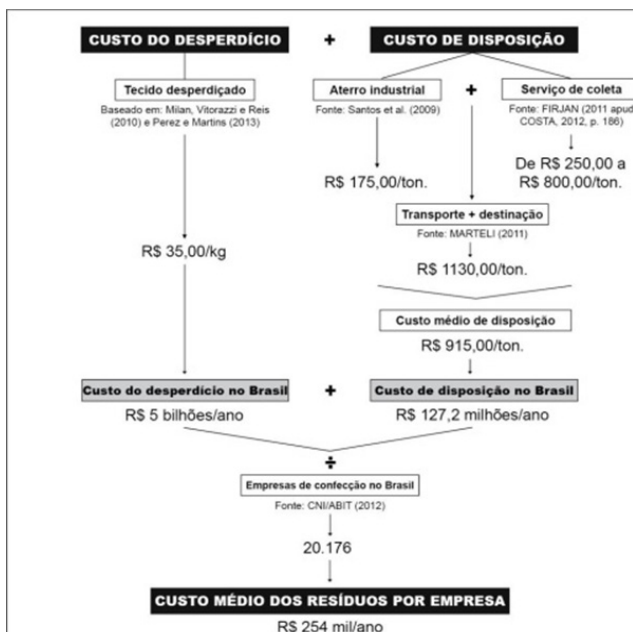 CUSTO DO DESPERDÍCIO + CUSTO DE DISPOSIÇÃO
Tecido desperdiçado
Baseado em: Milan, Vitorazzi e Reis
(2010) e Perez e Martins (2013)
Aterro industrial
Fonte: Santos et al. (2009)
+
Serviço de coleta
Fonte: FIRJAN (2011 apud
COSTA, 2012, p. 186)
R$ 175,00/ton.
De R$ 250,00 a
R$ 800,00/ton.
Transporte + destinação
Fonte: MARTELI (2011)
R$ 35,00/kg
R$ 1130,00/ton.
Custo médio de disposição
R$ 915,00/ton.
Custo do desperdício no Brasil + Custo de disposição no Brasil
R$ 5 bilhões/ano
R$ 127,2 milhões/ano
÷
Empresas de confecção no Brasil
Fonte: CNI/ABIT (2012)
20.176
CUSTO MÉDIO DOS RESÍDUOS POR EMPRESA
R$ 254 mil/ano